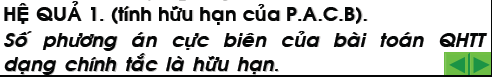 HỆ QUẢ 1. (tính hữu hạn của P.A.C.B).
Số phương án cực biên của bài toán QHTT
dạng chính tắc là hữu hạn.